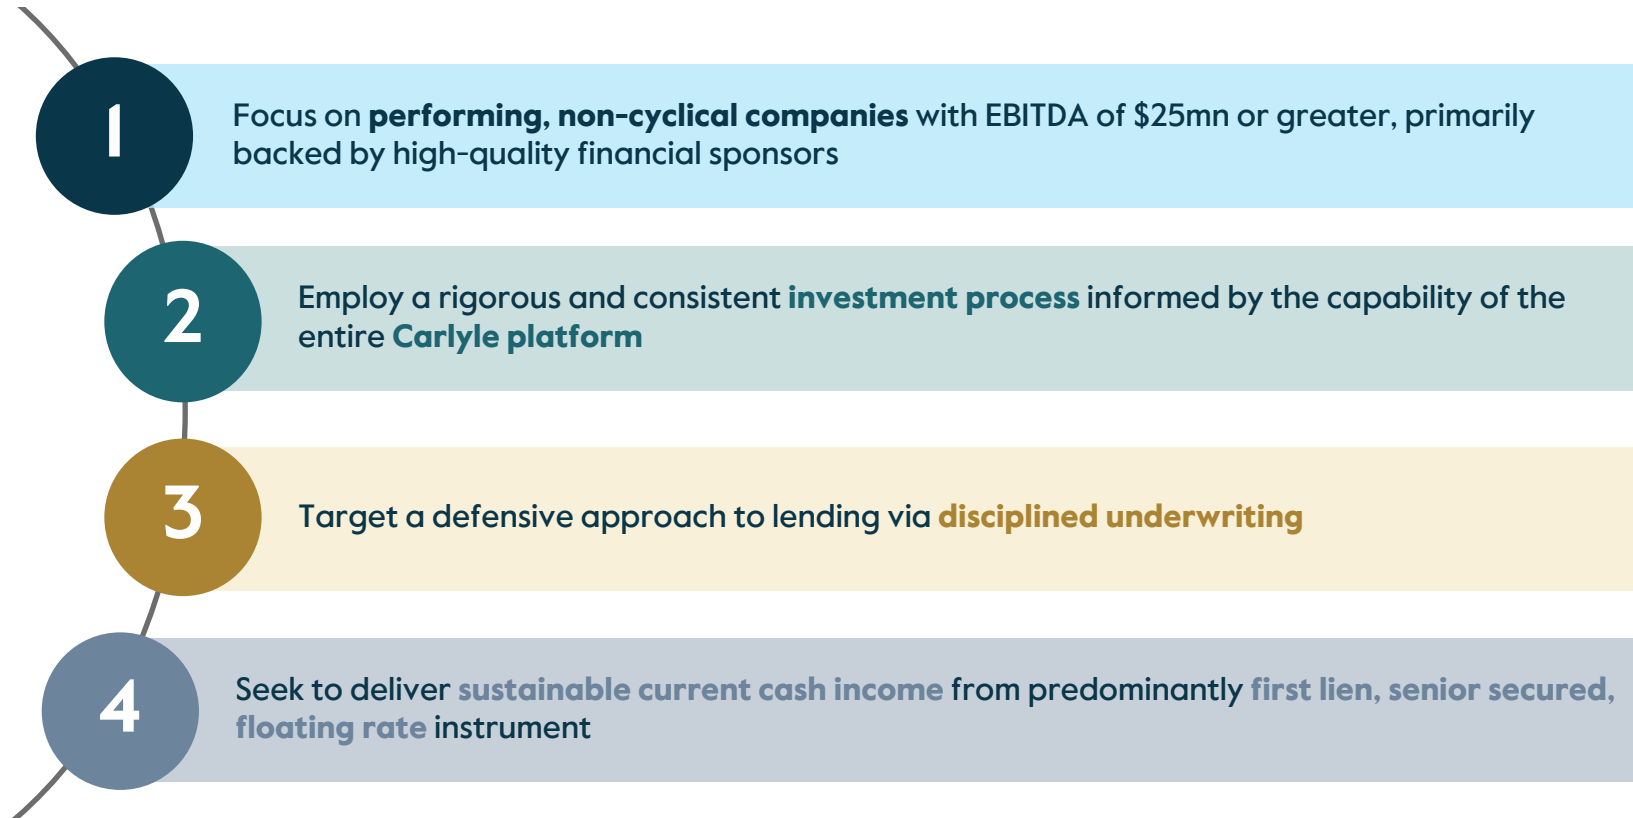 1
Focus on performing, non-cyclical companies with EBITDA of $25mn or greater, primarily
backed by high-quality financial sponsors
2
Employ a rigorous and consistent investment process informed by the capability of the
entire Carlyle platform
3
Target a defensive approach to lending via disciplined underwriting
4
Seek to deliver sustainable current cash income from predominantly first lien, senior secured,
floating rate instrument